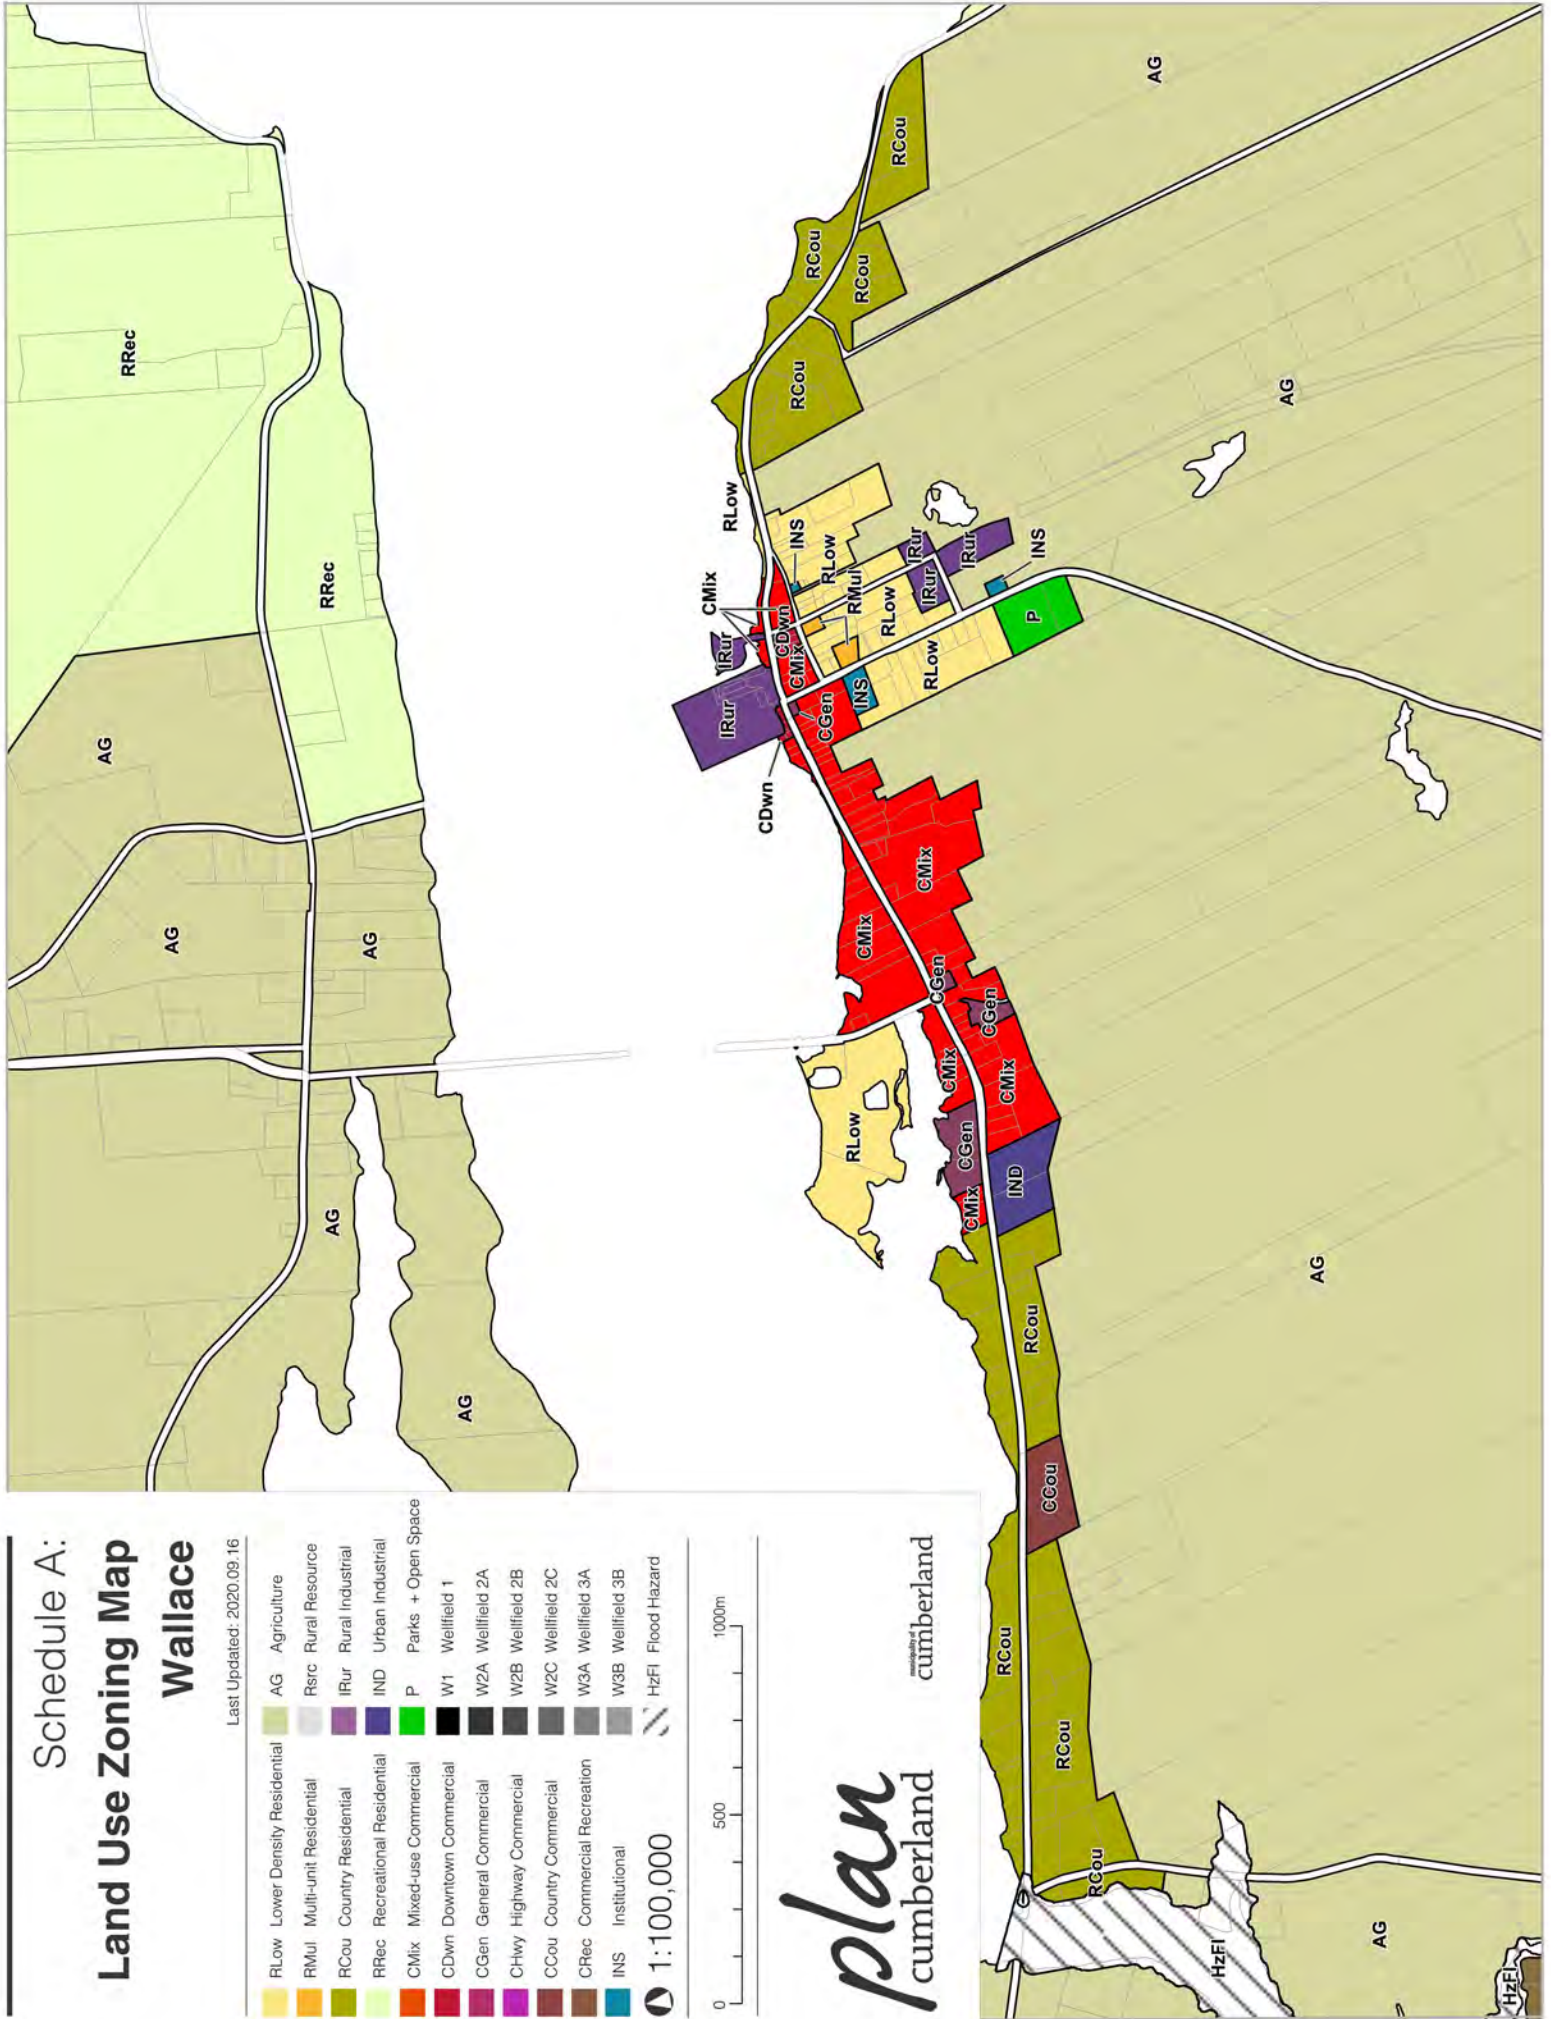 Schedule A:
Land Use Zoning Map
Wallace
Last Updated: 2020.09.16
RLow Lower Density Residential
RMul Multi-unit Residential
RCou Country Residential
RRec Recreational Residential
CMix Mixed-use Commercial
CDwn Downtown Commercial
CGen General Commercial
CHwy Highway Commercial
CCou Country Commercial
CRec Commercial Recreation
INS Institutional
AG Agriculture
Rsrc Rural Resource
IRur Rural Industrial
IND Urban Industrial
P Parks + Open Space
W1 Wellfield 1
W2A Wellfield 2A
W2B Wellfield 2B
W2C Wellfield 2C
W3A Wellfield 3A
W3B Wellfield 3B
HzFl Flood Hazard
1:100,000
0 500 1000m
plan
cumberland
municipality of
cumberland
AG
AG
AG
AG
AG
RRec
RRec
RLow
CMix
CMix
CGen
CMix
CGen
CGen
CMix
CMix
IND
RCou
CCou
RCou
RCou
RCou
HzFl
HzFl
AG
AG
CDwn
IRur
IRur
CMix
CDwn
CMix
CGen
INS
RLow
RLow
RMul
RLow
INS
RLow
IRur
IRur
IRur
INS
P
RCou
RCou
RCou
RCou
AG
AG